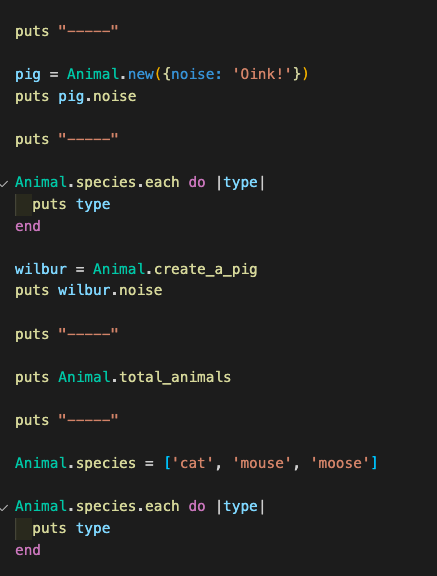 puts "-----"
pig = Animal.new({noise: 'Oink!'})
puts pig.noise
puts "-----"
Animal.species.each do |type|
  puts type
end
wilbur = Animal.create_a_pig
puts wilbur.noise
puts "-----"
puts Animal.total_animals
puts "-----"
Animal.species = ['cat', 'mouse', 'moose']
Animal.species.each do |type|
  puts type
end